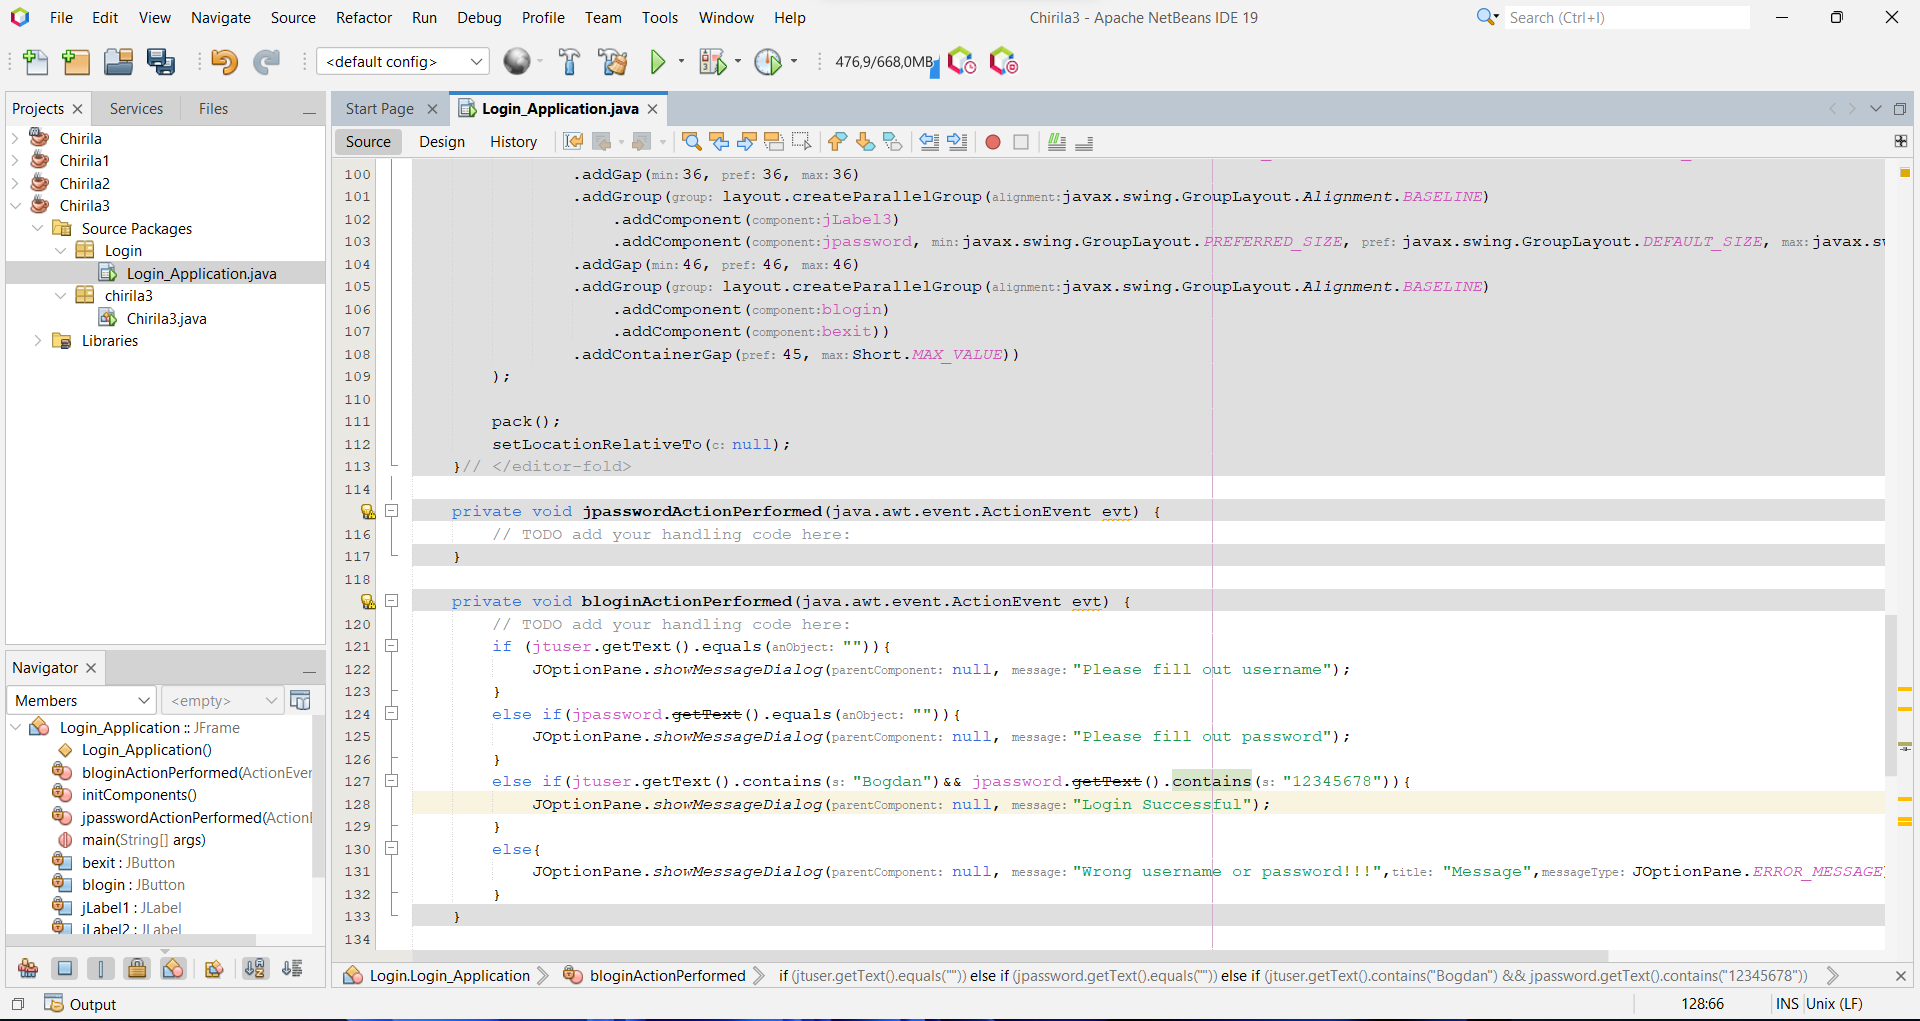 File Edit View Navigate Source Refactor Run Debug Profile Team Tools Window Help
Chirila3 - Apache NetBeans IDE 19
Search (Ctrl+I)
<default config>
476,9/668,0MB
Projects Services Files
Chirila
Chirila1
Chirila2
Chirila3
Source Packages
Login
Login_Application.java
chirila3
Chirila3.java
Libraries
Navigator
Members
<empty>
Login_Application :: JFrame
Login_Application()
bloginActionPerformed(ActionEver
initComponents()
jpasswordActionPerformed(Action
main(String[] args)
bexit : JButton
blogin : JButton
jLabel1 : JLabel
jLabel2 : JLabel
Start Page Login_Application.java
Source Design History
100 .addGap(min: 36, pref: 36, max: 36)
101 .addGroup(group: layout.createParallelGroup(alignment: javax.swing.GroupLayout.Alignment.BASELINE)
102 .addComponent(component: jLabel3)
103 .addComponent(component: jpassword, min: javax.swing.GroupLayout.PREFERRED_SIZE, pref: javax.swing.GroupLayout.DEFAULT_SIZE, max: javax.sw
104 .addGap(min: 46, pref: 46, max: 46)
105 .addGroup(group: layout.createParallelGroup(alignment: javax.swing.GroupLayout.Alignment.BASELINE)
106 .addComponent(component: blogin)
107 .addComponent(component: bexit))
108 .addContainerGap(pref: 45, max: Short.MAX_VALUE))
109 );
110
111 pack();
112 setLocationRelativeTo(c: null);
113 }// </editor-fold>
114
private void jpasswordActionPerformed(java.awt.event.ActionEvent evt) {
116 // TODO add your handling code here:
117 }
118
private void bloginActionPerformed(java.awt.event.ActionEvent evt) {
120 // TODO add your handling code here:
121 if (jtuser.getText().equals(anObject: "")){
122 JOptionPane.showMessageDialog(parentComponent: null, message: "Please fill out username");
123 }
124 else if(jpassword.getText().equals(anObject: "")){
125 JOptionPane.showMessageDialog(parentComponent: null, message: "Please fill out password");
126 }
127 else if(jtuser.getText().contains(s: "Bogdan")&& jpassword.getText().contains(s: "12345678")){
128 JOptionPane.showMessageDialog(parentComponent: null, message: "Login Successful");
129 }
130 else{
131 JOptionPane.showMessageDialog(parentComponent: null, message: "Wrong username or password!!!",title: "Message",messageType: JOptionPane.ERROR_MESSAGE
132 }
133 }
134
Login.Login_Application bloginActionPerformed if (jtuser.getText().equals("")) else if (jpassword.getText().equals("")) else if (jtuser.getText().contains("Bogdan") && jpassword.getText().contains("12345678"))
Output
128:66 INS Unix (LF)